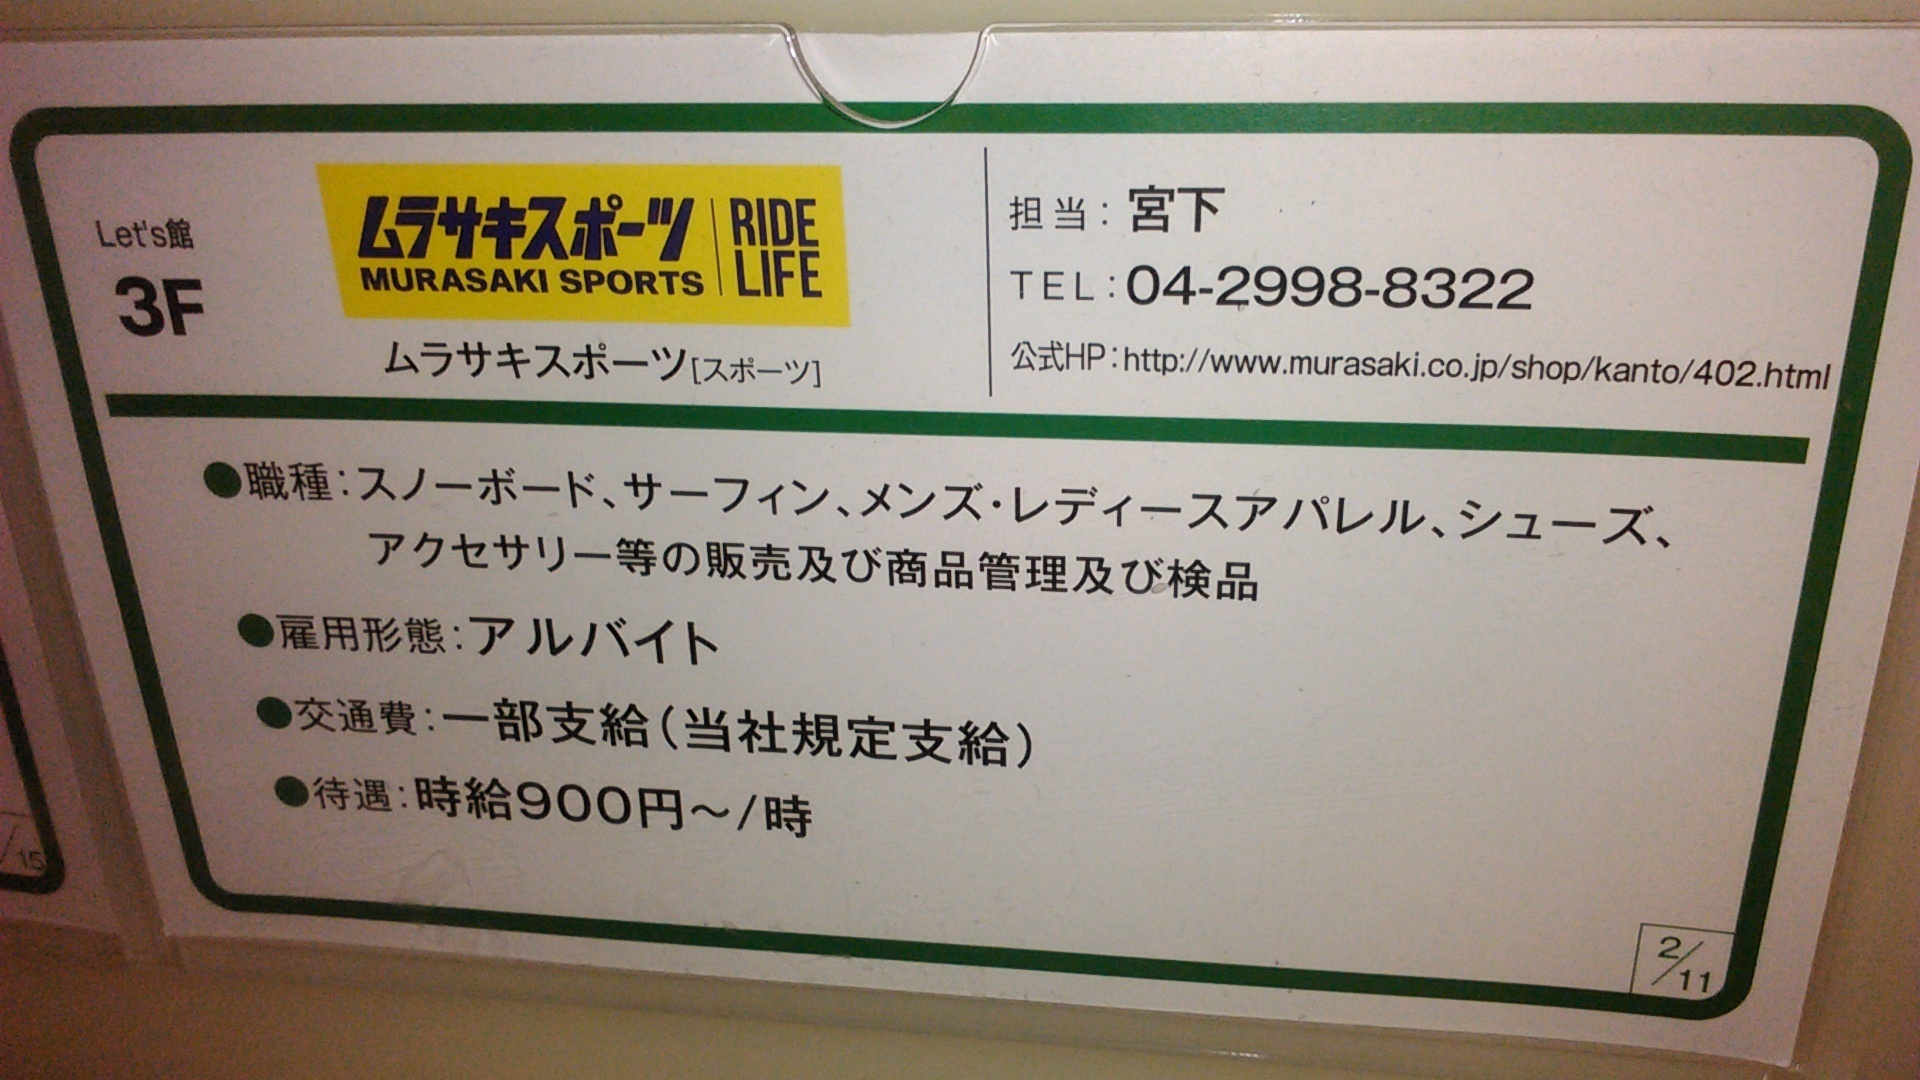 Let's館
3F
ムラサキスポーツ
MURASAKI SPORTS
RIDE
LIFE
ムラサキスポーツ[スポーツ]
担当：宮下
TEL：04-2998-8322
公式HP：http://www.murasaki.co.jp/shop/kanto/402.html
●職種：スノーボード、サーフィン、メンズ・レディースアパレル、シューズ、
アクセサリー等の販売及び商品管理及び検品
●雇用形態：アルバイト
●交通費：一部支給（当社規定支給）
●待遇：時給900円～/時
2/11
/15